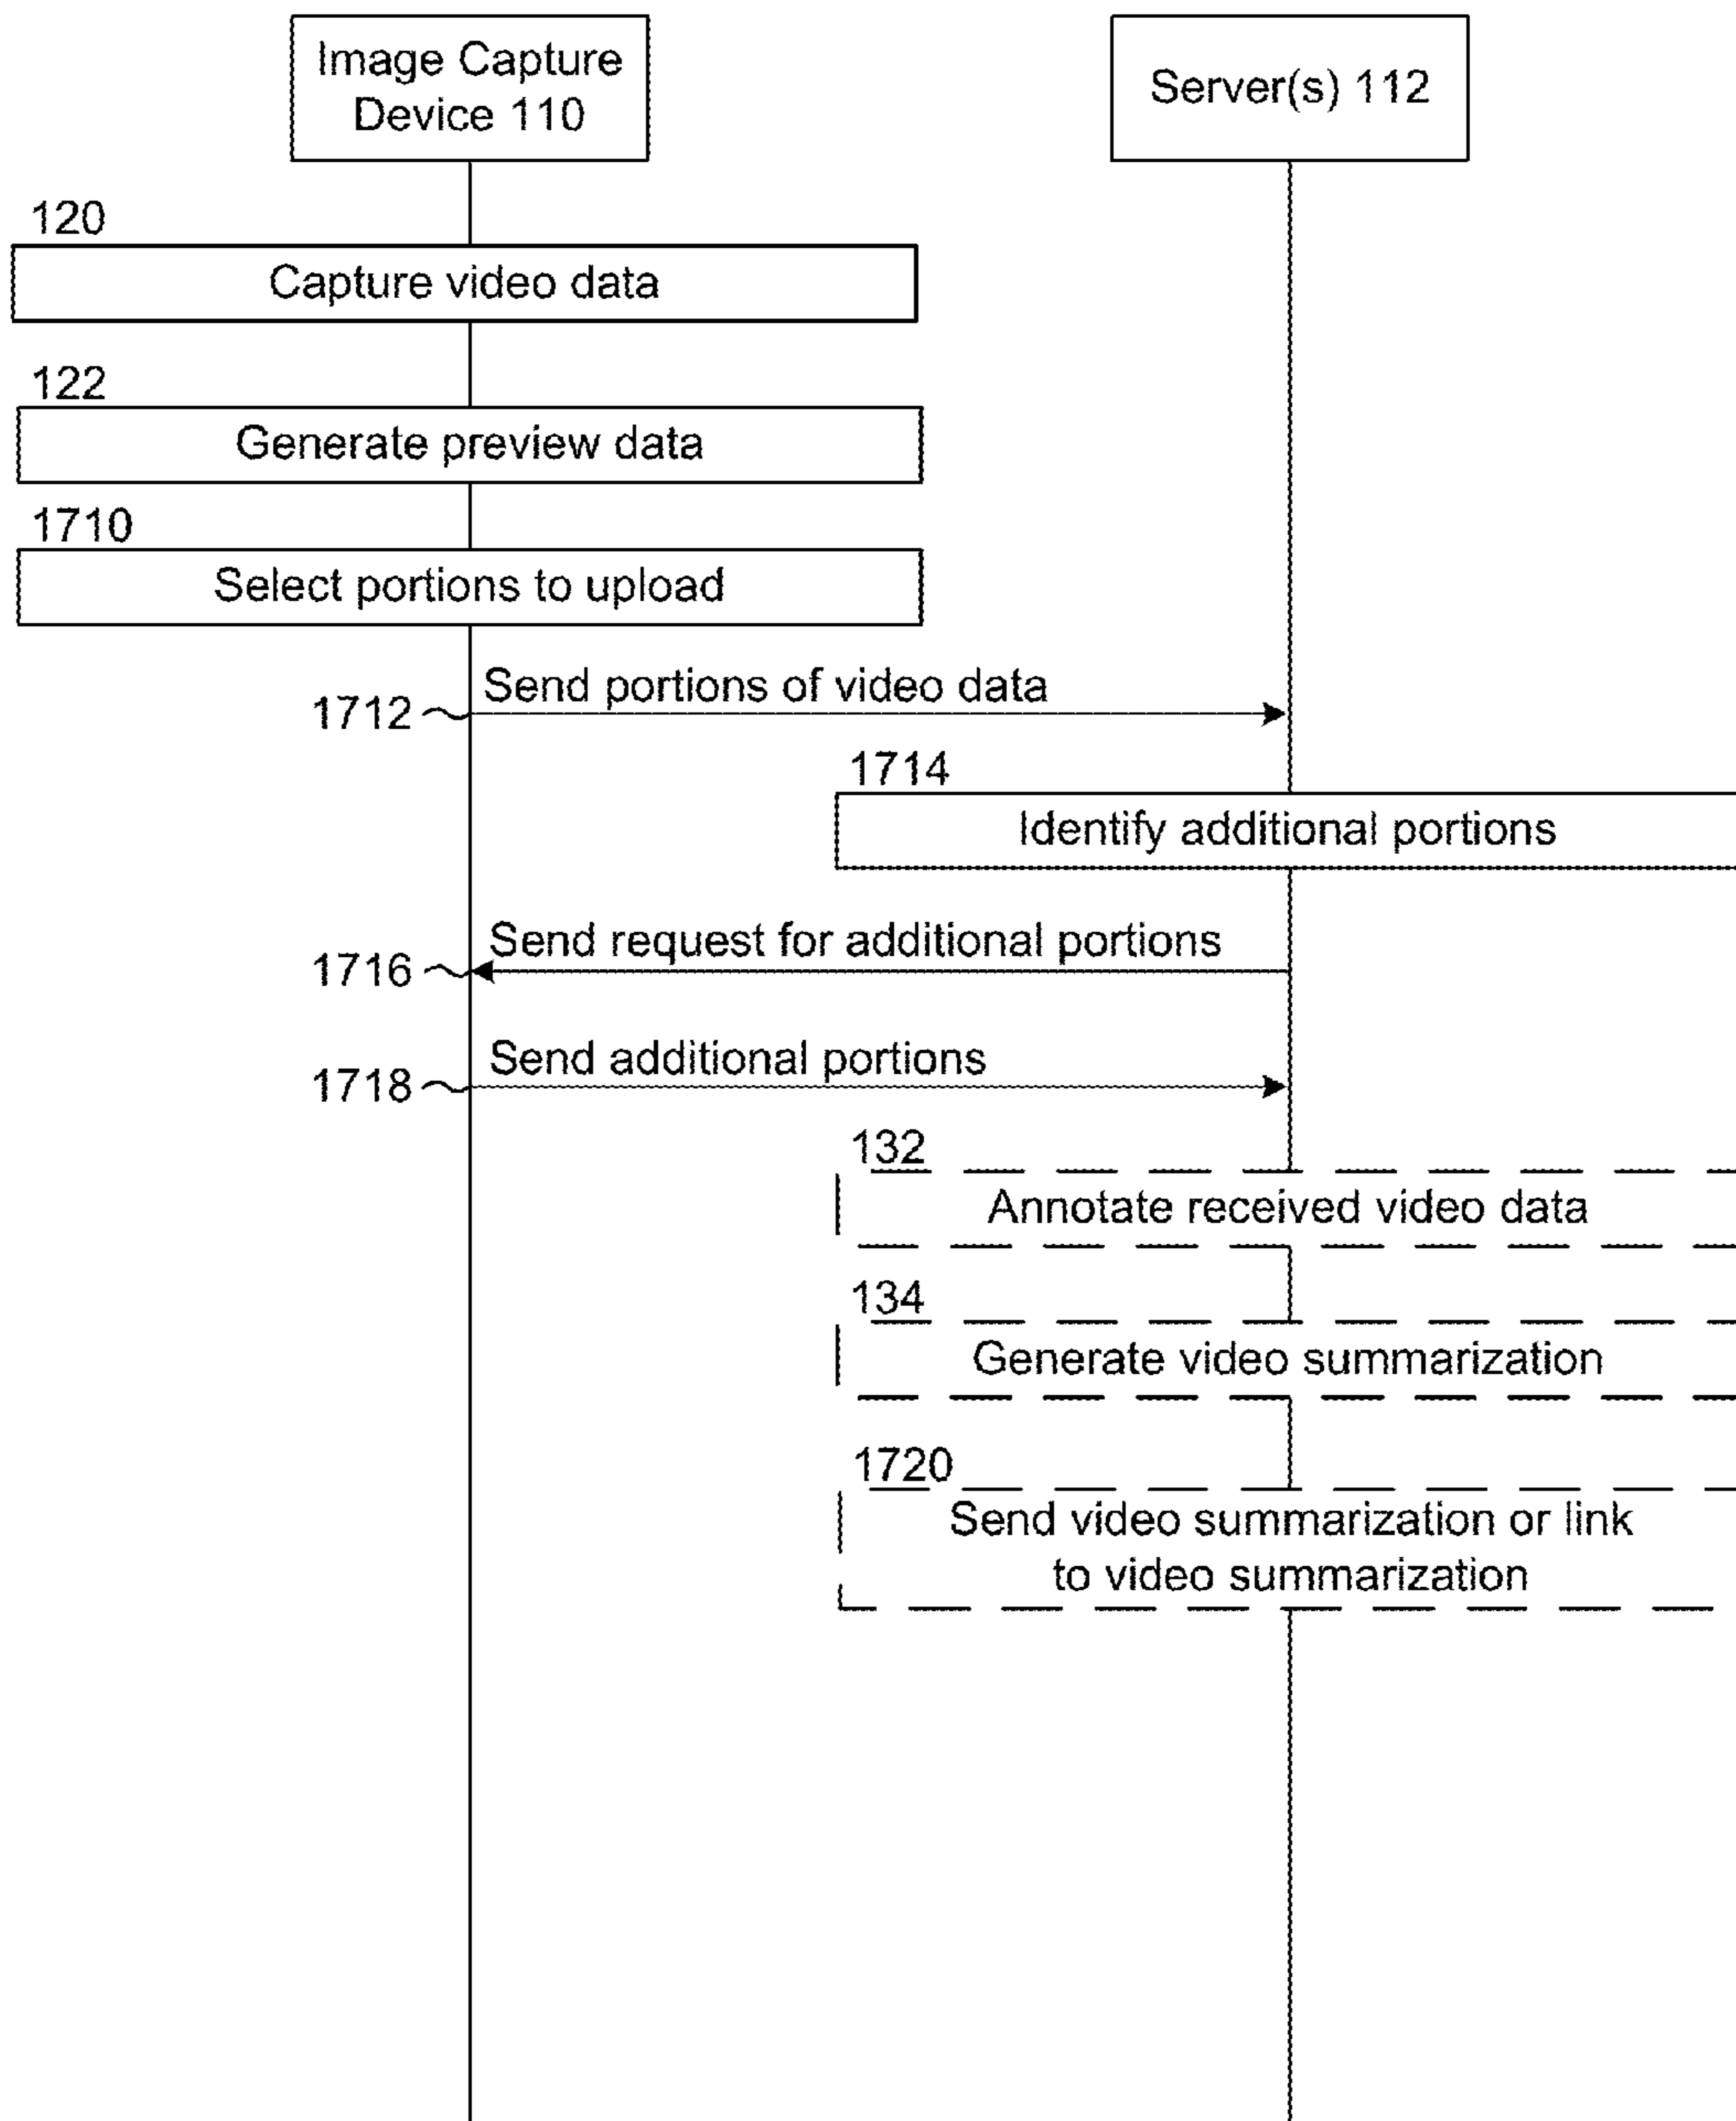 Image Capture
Device 110
Server(s) 112
120
Capture video data
122
Generate preview data
1710
Select portions to upload
Send portions of video data
1712
1714
Identify additional portions
Send request for additional portions
1716
Send additional portions
1718
132
Annotate received video data
134
Generate video summarization
1720
Send video summarization or link
to video summarization